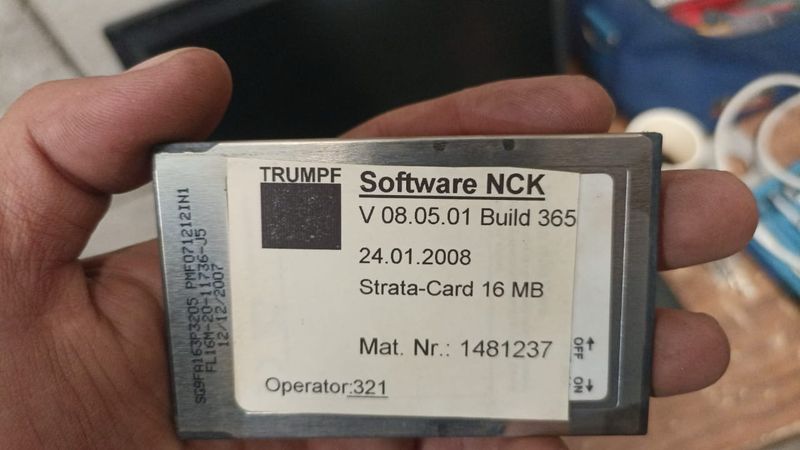 TRUMPF
Software NCK
V 08.05.01 Build 365
24.01.2008
Strata-Card 16 MB
Mat. Nr.: 1481237
Operator:321
SG9FA163P3205 PMF071212IN1
FL16M-20-11736-J5
12/12/2007
OFF
ON